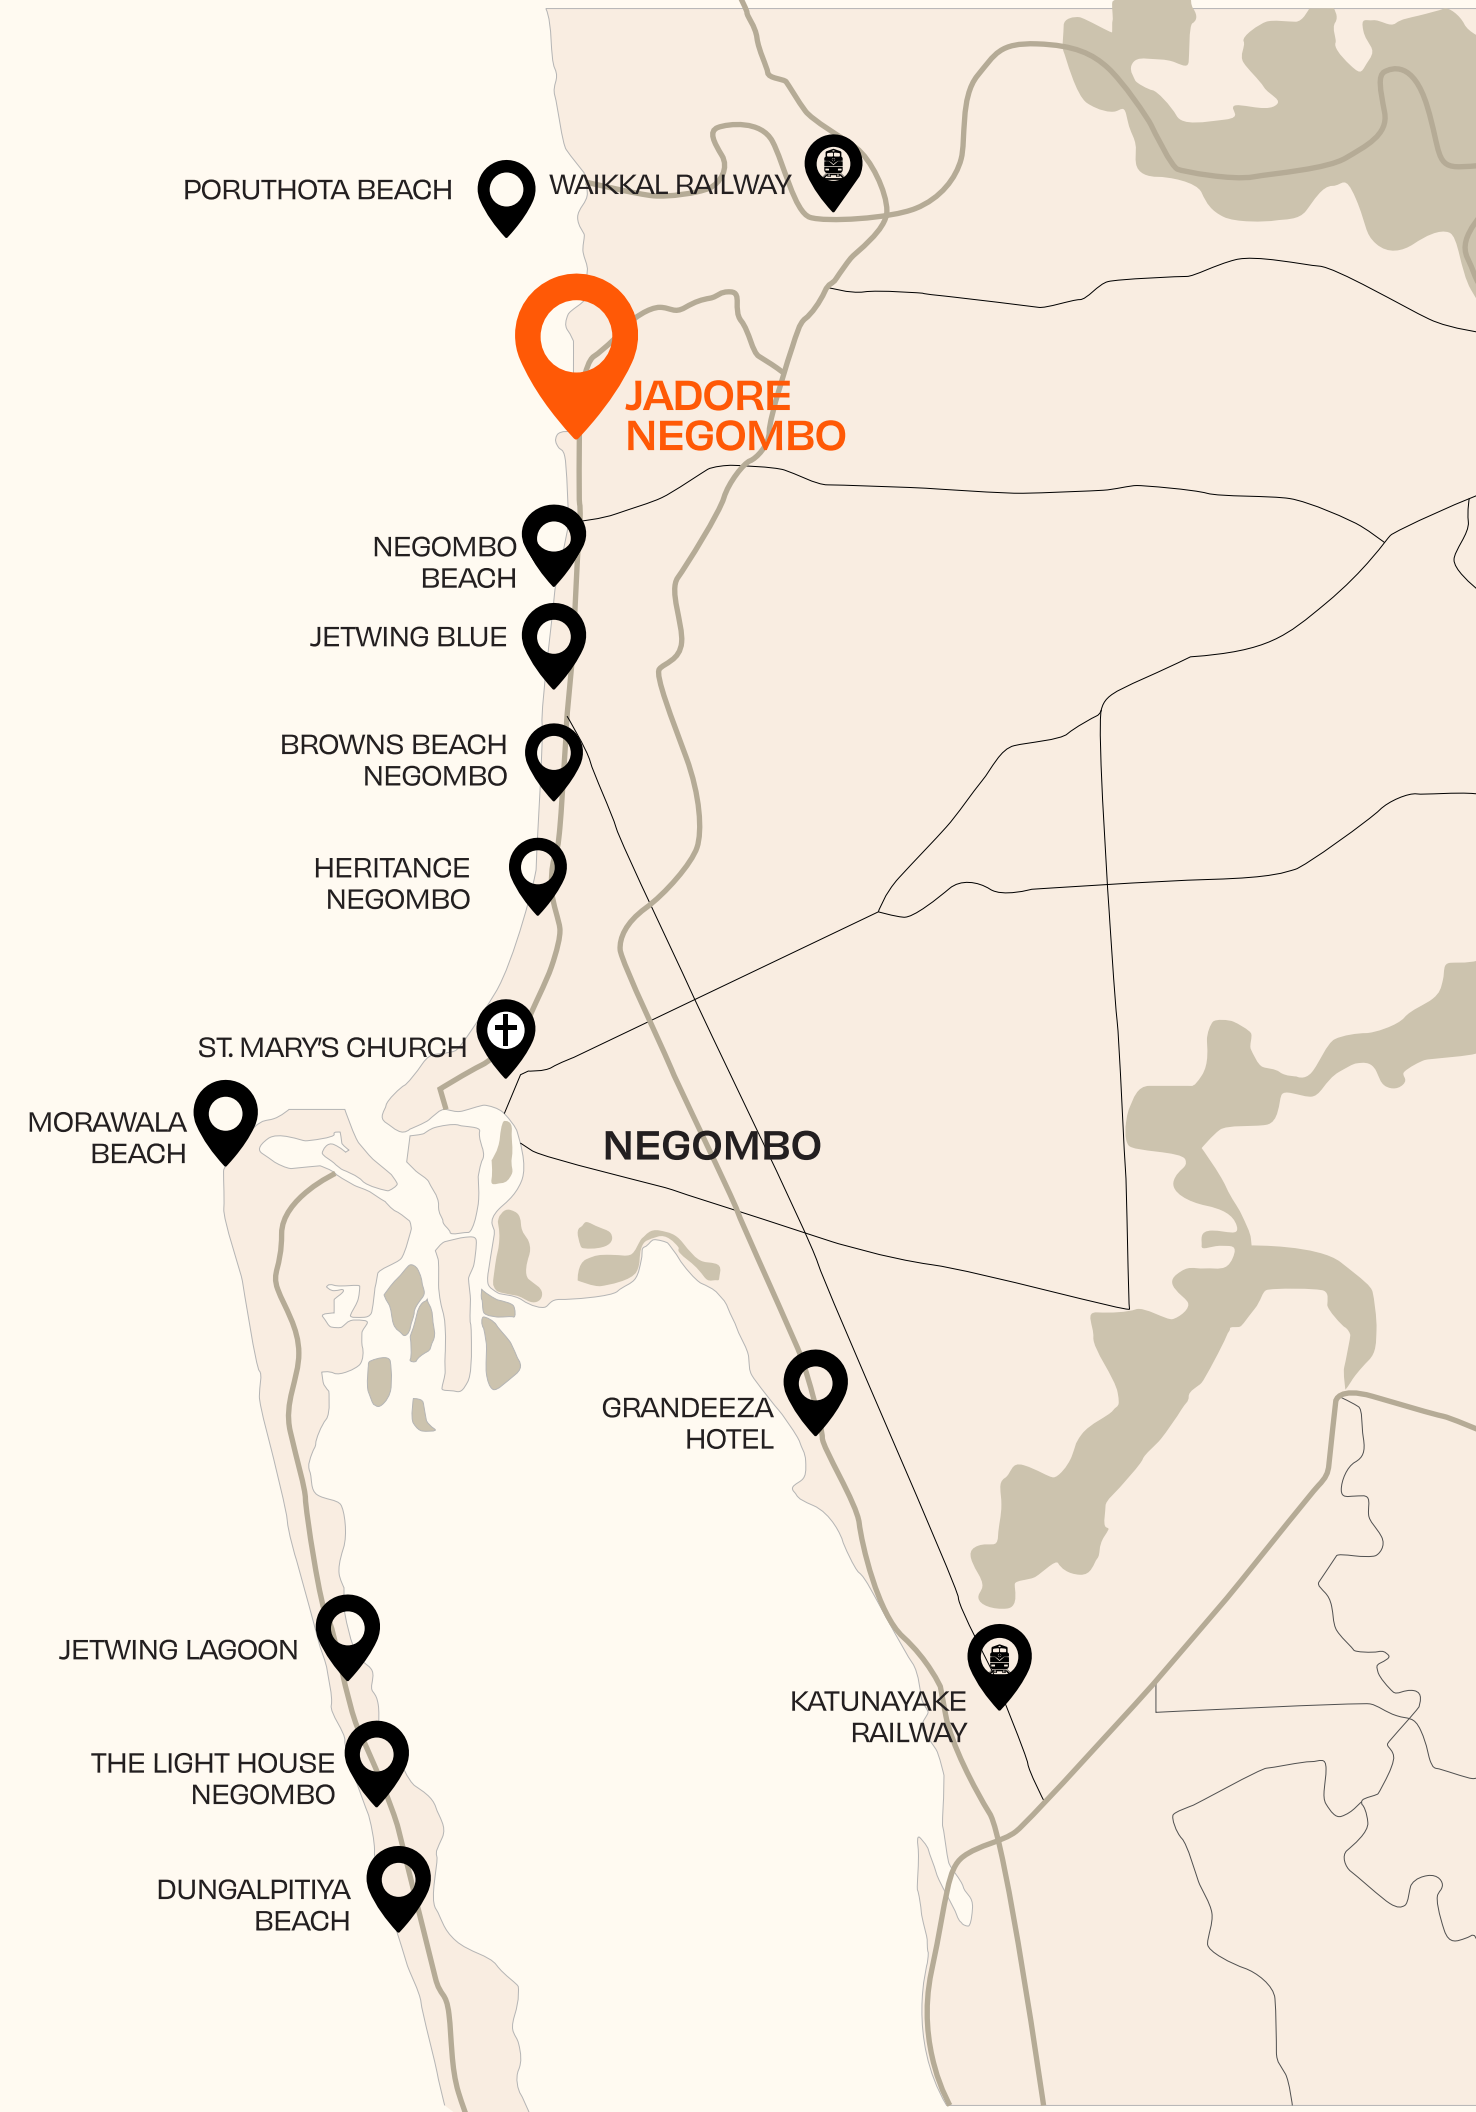 PORUTHOTA BEACH
WAIKKAL RAILWAY
JADORE
NEGOMBO
NEGOMBO
BEACH
JETWING BLUE
BROWNS BEACH
NEGOMBO
HERITANCE
NEGOMBO
ST. MARY'S CHURCH
MORAWALA
BEACH
NEGOMBO
GRANDEEZA
HOTEL
JETWING LAGOON
KATUNAYAKE
RAILWAY
THE LIGHT HOUSE
NEGOMBO
DUNGALPITIYA
BEACH